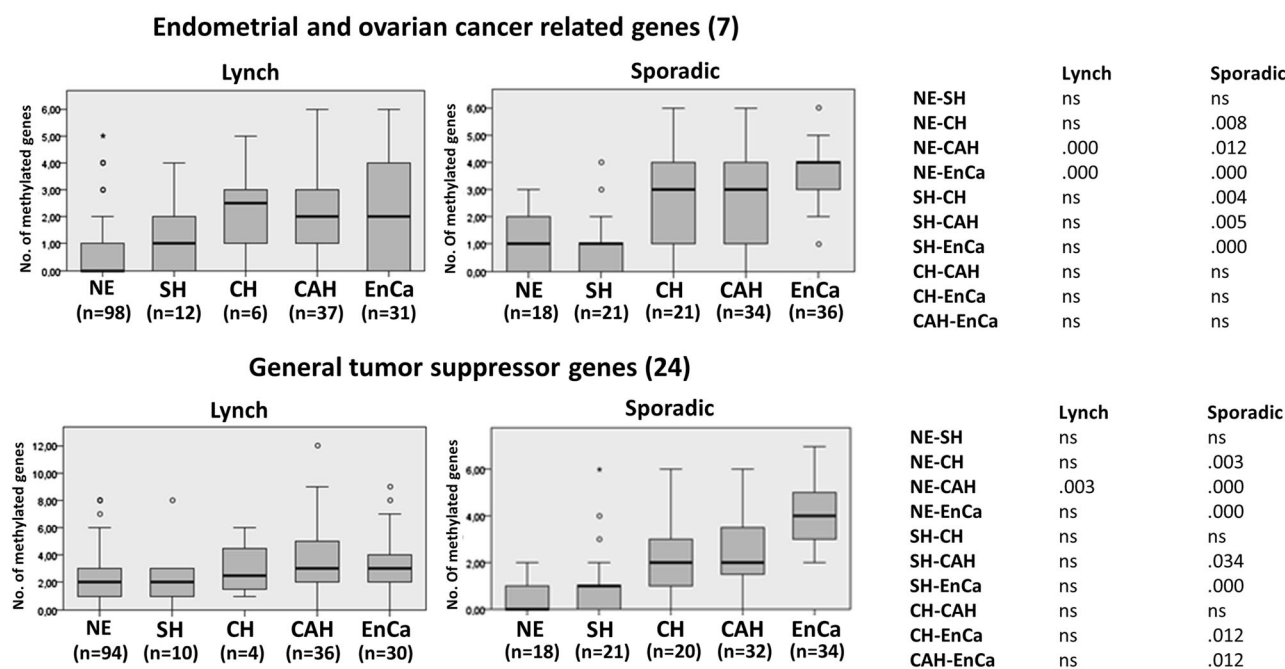 Endometrial and ovarian cancer related genes (7)
Lynch
No. Of methylated genes
6,00
5,00
4,00
3,00
2,00
1,00
0,00
NE SH CH CAH EnCa
(n=98) (n=12) (n=6) (n=37) (n=31)
Sporadic
No. Of methylated genes
6,00
5,00
4,00
3,00
2,00
1,00
0,00
NE SH CH CAH EnCa
(n=18) (n=21) (n=21) (n=34) (n=36)
Lynch Sporadic
NE-SH ns ns
NE-CH ns .008
NE-CAH .000 .012
NE-EnCa .000 .000
SH-CH ns .004
SH-CAH ns .005
SH-EnCa ns .000
CH-CAH ns ns
CH-EnCa ns ns
CAH-EnCa ns ns
General tumor suppressor genes (24)
Lynch
No. Of methylated genes
12,00
10,00
8,00
6,00
4,00
2,00
0,00
NE SH CH CAH EnCa
(n=94) (n=10) (n=4) (n=36) (n=30)
Sporadic
No. Of methylated genes
6,00
4,00
2,00
0,00
NE SH CH CAH EnCa
(n=18) (n=21) (n=20) (n=32) (n=34)
Lynch Sporadic
NE-SH ns ns
NE-CH ns .003
NE-CAH .003 .000
NE-EnCa ns .000
SH-CH ns ns
SH-CAH ns .034
SH-EnCa ns .000
CH-CAH ns ns
CH-EnCa ns .012
CAH-EnCa ns .012